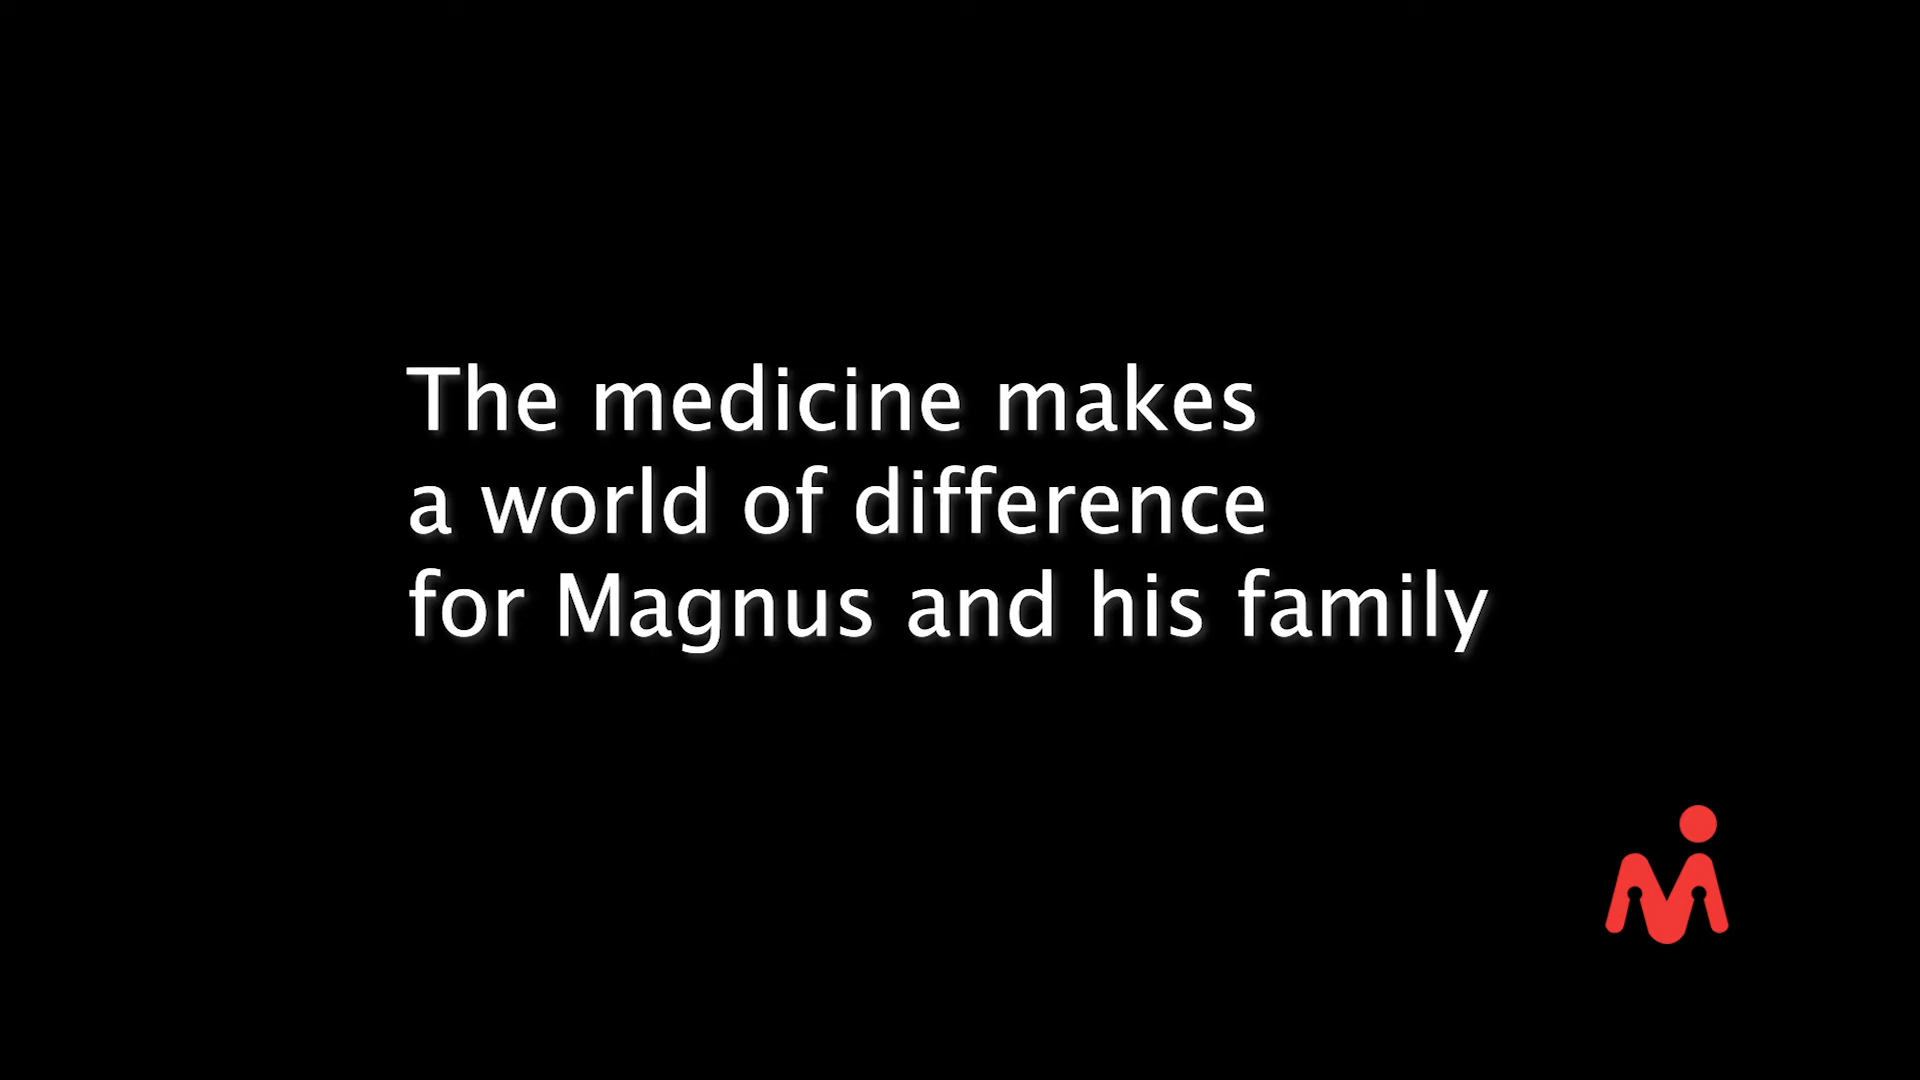 The medicine makes
a world of difference
for Magnus and his family